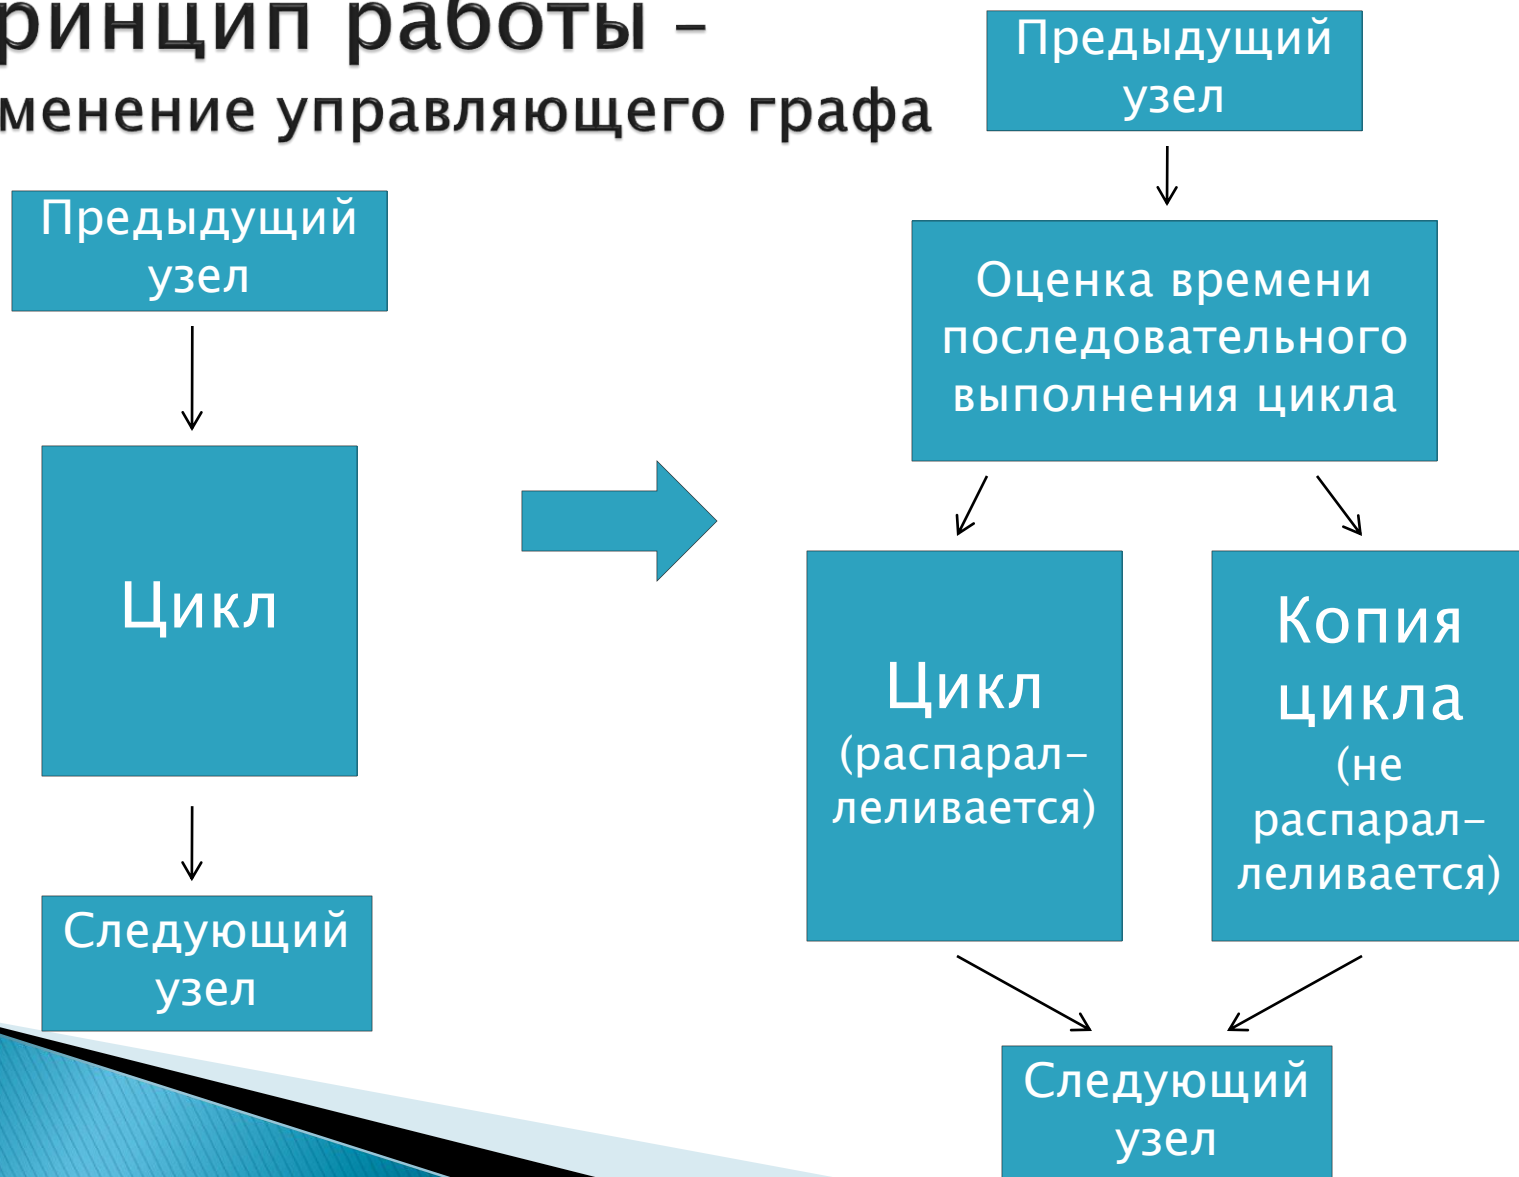 ринцип работы –
менение управляющего графа
Предыдущий
узел
Цикл
Следующий
узел
Предыдущий
узел
Оценка времени
последовательного
выполнения цикла
Цикл
(распарал–
леливается)
Копия
цикла
(не
распарал–
леливается)
Следующий
узел